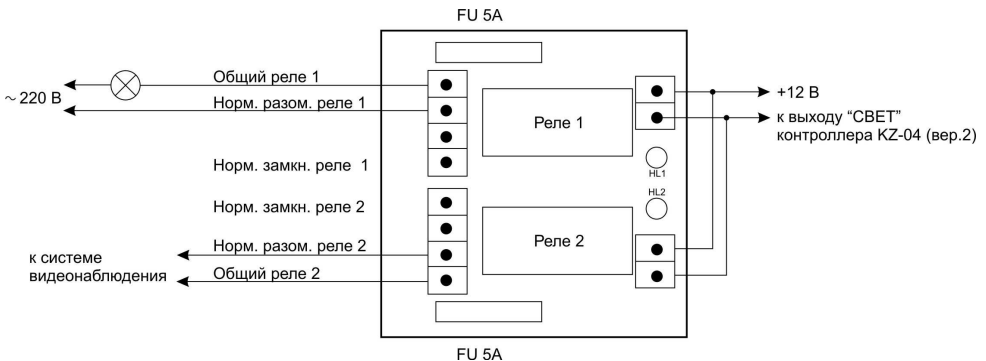 FU 5A
Общий реле 1
~ 220 В
Норм. разом. реле 1
Норм. замкн. реле 1
Норм. замкн. реле 2
Норм. разом. реле 2
Общий реле 2
к системе
видеонаблюдения
Реле 1
HL1
HL2
Реле 2
+12 В
к выходу “СВЕТ”
контроллера KZ-04 (вер.2)
FU 5A